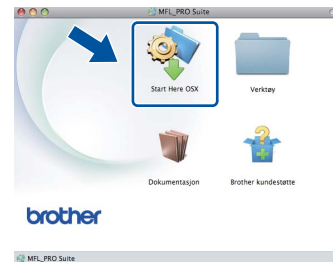 MFL_PRO Suite
Start Here OSX
Verktøy
Dokumentasjon
Brother kundestøtte
brother
MFL_PRO Suite